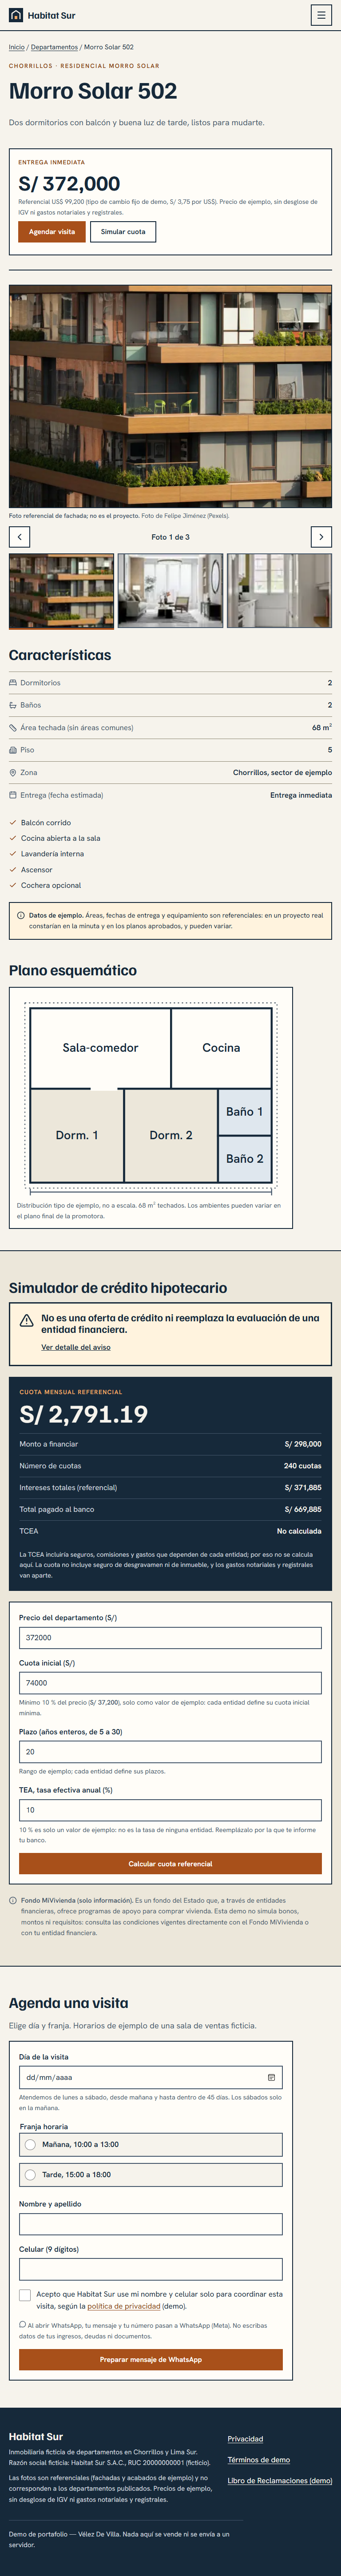 Habitat Sur
Inicio / Departamentos / Morro Solar 502
CHORRILLOS · RESIDENCIAL MORRO SOLAR
Morro Solar 502
Dos dormitorios con balcón y buena luz de tarde, listos para mudarte.
ENTREGA INMEDIATA
S/ 372,000
Referencial US$ 99,200 (tipo de cambio fijo de demo, S/ 3,75 por US$). Precio de ejemplo, sin desglose de
IGV ni gastos notariales y registrales.
Agendar visita
Simular cuota
Foto referencial de fachada; no es el proyecto. Foto de Felipe Jiménez (Pexels).
Foto 1 de 3
Características
Dormitorios 2
Baños 2
Área techada (sin áreas comunes) 68 m²
Piso 5
Zona Chorrillos, sector de ejemplo
Entrega (fecha estimada) Entrega inmediata
Balcón corrido
Cocina abierta a la sala
Lavandería interna
Ascensor
Cochera opcional
Datos de ejemplo. Áreas, fechas de entrega y equipamiento son referenciales: en un proyecto real
constarían en la minuta y en los planos aprobados, y pueden variar.
Plano esquemático
Sala-comedor
Cocina
Baño 1
Dorm. 1
Dorm. 2
Baño 2
Distribución tipo de ejemplo, no a escala. 68 m² techados. Los ambientes pueden variar en
el plano final de la promotora.
Simulador de crédito hipotecario
No es una oferta de crédito ni reemplaza la evaluación de una
entidad financiera.
Ver detalle del aviso
CUOTA MENSUAL REFERENCIAL
S/ 2,791.19
Monto a financiar S/ 298,000
Número de cuotas 240 cuotas
Intereses totales (referencial) S/ 371,885
Total pagado al banco S/ 669,885
TCEA No calculada
La TCEA incluiría seguros, comisiones y gastos que dependen de cada entidad; por eso no se calcula
aquí. La cuota no incluye seguro de desgravamen ni de inmueble, y los gastos notariales y registrales
van aparte.
Precio del departamento (S/)
372000
Cuota inicial (S/)
74000
Mínimo 10 % del precio (S/ 37,200), solo como valor de ejemplo: cada entidad define su cuota inicial
mínima.
Plazo (años enteros, de 5 a 30)
20
Rango de ejemplo; cada entidad define sus plazos.
TEA, tasa efectiva anual (%)
10
10 % es solo un valor de ejemplo: no es la tasa de ninguna entidad. Reemplázalo por la que te informe
tu banco.
Calcular cuota referencial
Fondo MiVivienda (solo información). Es un fondo del Estado que, a través de entidades
financieras, ofrece programas de apoyo para comprar vivienda. Esta demo no simula bonos,
montos ni requisitos: consulta las condiciones vigentes directamente con el Fondo MiVivienda o
con tu entidad financiera.
Agenda una visita
Elige día y franja. Horarios de ejemplo de una sala de ventas ficticia.
Día de la visita
dd/mm/aaaa
Atendemos de lunes a sábado, desde mañana y hasta dentro de 45 días. Los sábados solo
en la mañana.
Franja horaria
Mañana, 10:00 a 13:00
Tarde, 15:00 a 18:00
Nombre y apellido
Celular (9 dígitos)
Acepto que Habitat Sur use mi nombre y celular solo para coordinar esta
visita, según la política de privacidad (demo).
Al abrir WhatsApp, tu mensaje y tu número pasan a WhatsApp (Meta). No escribas
datos de tus ingresos, deudas ni documentos.
Preparar mensaje de WhatsApp
Habitat Sur
Inmobiliaria ficticia de departamentos en Chorrillos y Lima Sur.
Razón social ficticia: Habitat Sur S.A.C., RUC 20000000001 (ficticio).
Las fotos son referenciales (fachadas y acabados de ejemplo) y no
corresponden a los departamentos publicados. Precios de ejemplo,
sin desglose de IGV ni gastos notariales y registrales.
Privacidad
Términos de demo
Libro de Reclamaciones (demo)
Demo de portafolio — Vélez De Villa. Nada aquí se vende ni se envía a un
servidor.